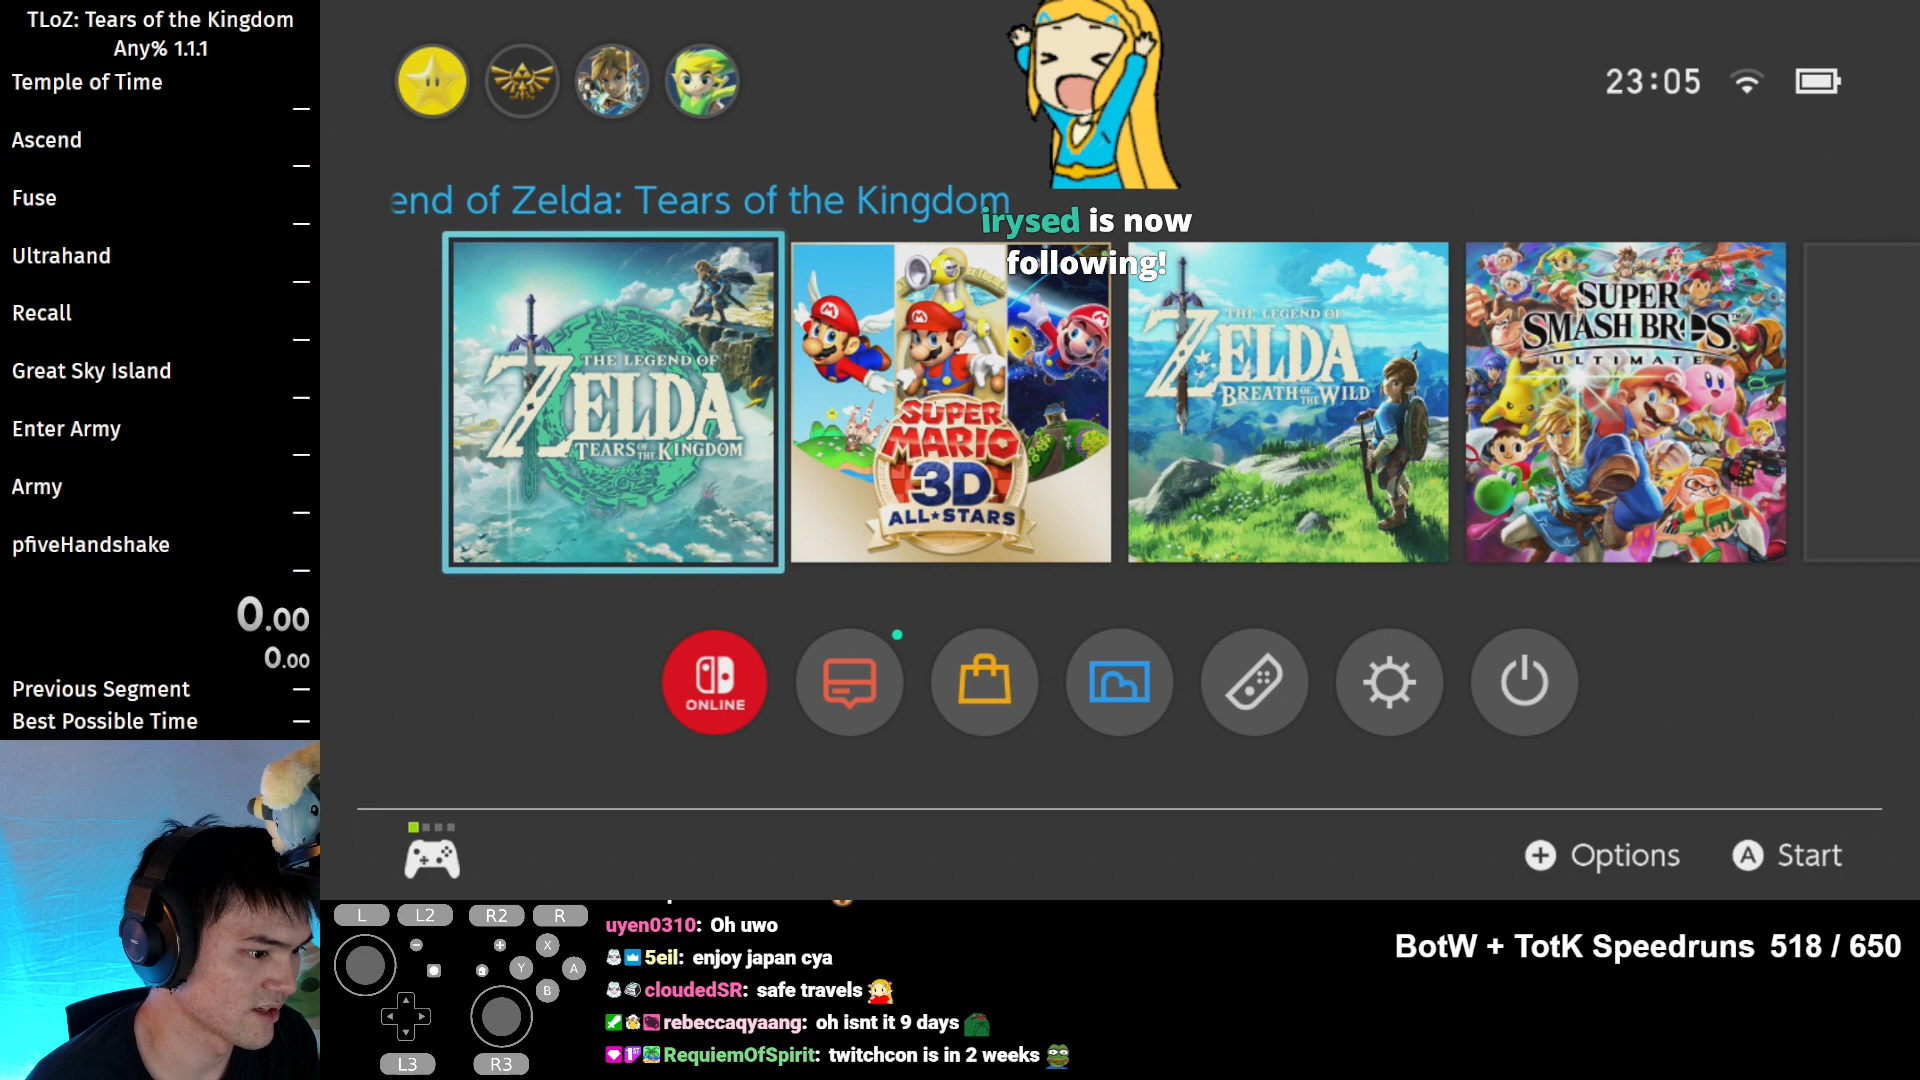 TLoZ: Tears of the Kingdom
Any% 1.1.1
Temple of Time
—
Ascend
—
Fuse
—
Ultrahand
—
Recall
—
Great Sky Island
—
Enter Army
—
Army
—
pfiveHandshake
—
0.00
0.00
Previous Segment —
Best Possible Time —
23:05
end of Zelda: Tears of the Kingdom
irysed is now
following!
THE LEGEND OF
ZELDA
TEARS OF THE KINGDOM
SUPER
MARIO
3D
ALL★STARS
THE LEGEND OF
ZELDA
BREATH OF THE WILD
SUPER
SMASH BROS.™
ULTIMATE
ONLINE
Options
A Start
L L2 R2 R
X
Y A
B
L3 R3
uyen0310: Oh uwo
5eil: enjoy japan cya
cloudedSR: safe travels
rebeccaqyaang: oh isnt it 9 days
1ST RequiemOfSpirit: twitchcon is in 2 weeks
BotW + TotK Speedruns 518 / 650